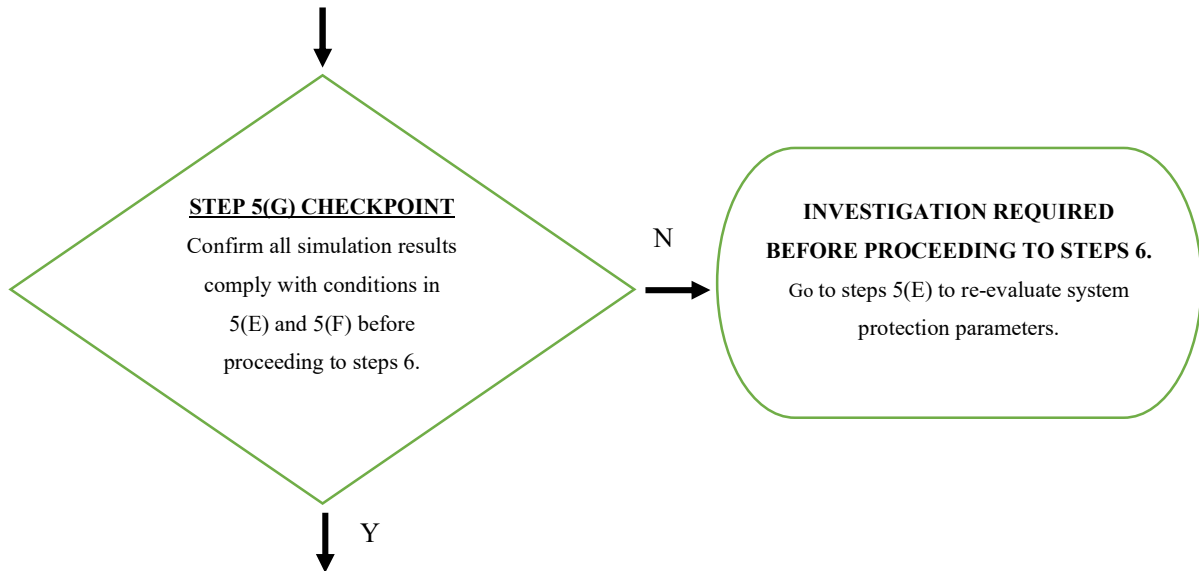 STEP 5(G) CHECKPOINT
Confirm all simulation results
comply with conditions in
5(E) and 5(F) before
proceeding to steps 6.
N
INVESTIGATION REQUIRED
BEFORE PROCEEDING TO STEPS 6.
Go to steps 5(E) to re-evaluate system
protection parameters.
Y